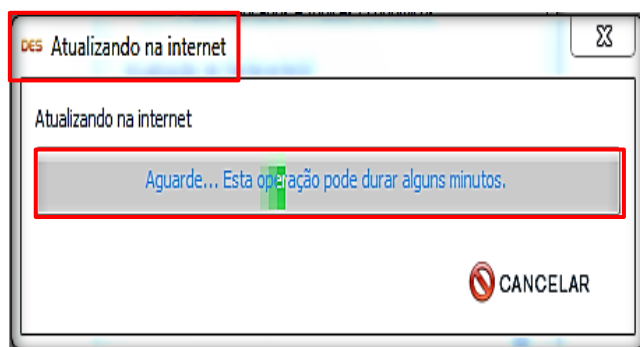 DES Atualizando na internet
Atualizando na internet
Aguarde... Esta operação pode durar alguns minutos.
CANCELAR